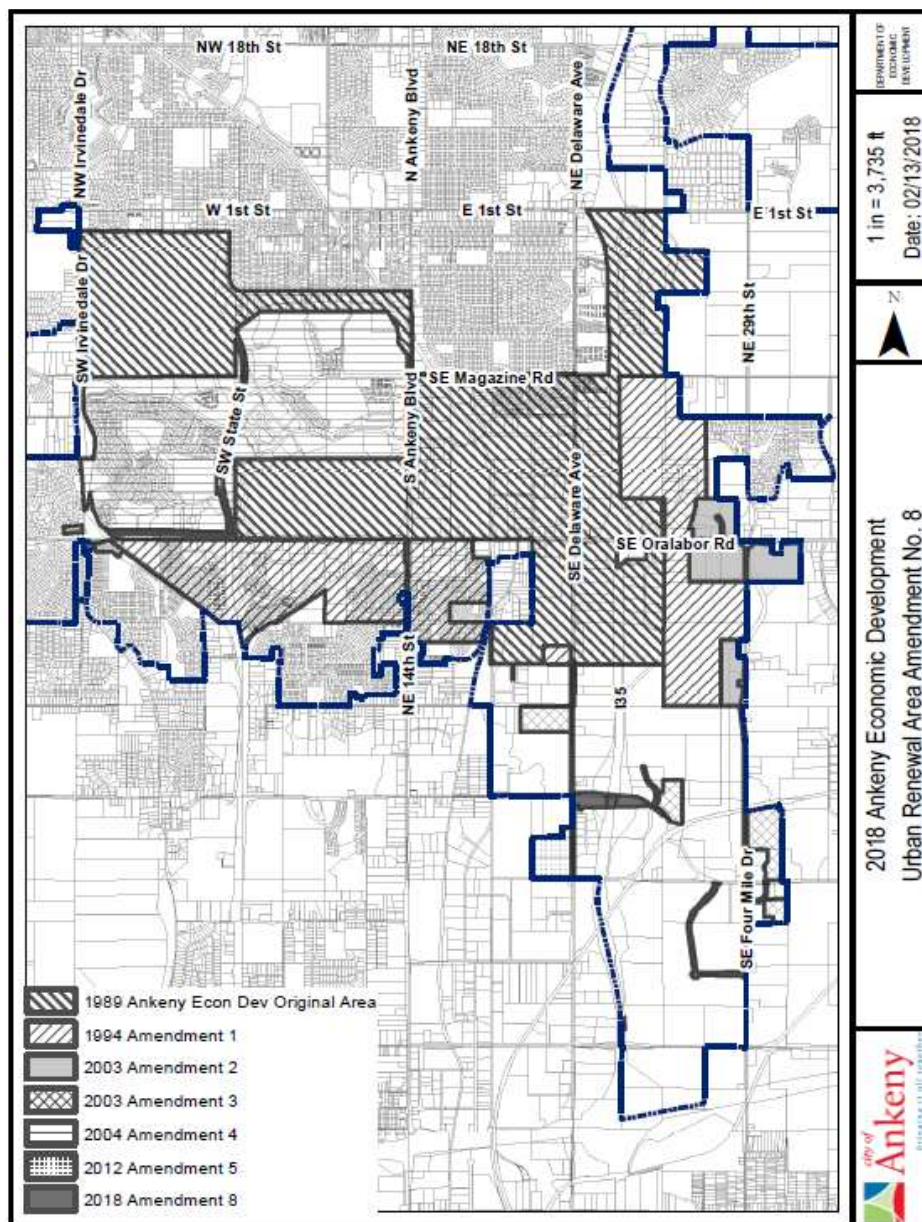 NW 18th St
NE 18th St
NW Irvinedale Dr
N Ankeny Blvd
NE Delaware Ave
W 1st St
E 1st St
E 1st St
SW Irvinedale Dr
NE 29th St
SE Magazine Rd
SW State St
S Ankeny Blvd
SE Delaware Ave
SE Oralabor Rd
NE 14th St
I35
SE Four Mile Dr
1989 Ankeny Econ Dev Original Area
1994 Amendment 1
2003 Amendment 2
2003 Amendment 3
2004 Amendment 4
2012 Amendment 5
2018 Amendment 8
city of
Ankeny
2018 Ankeny Economic Development
Urban Renewal Area Amendment No. 8
N
1 in = 3,735 ft
Date: 02/13/2018
DEPARTMENT OF
ECONOMIC
DEVELOPMENT